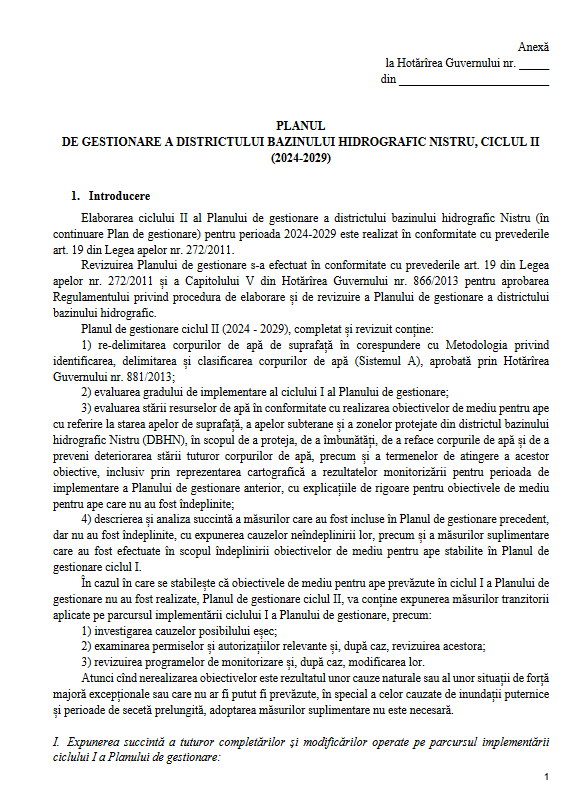 Anexă
la Hotărîrea Guvernului nr. _____
din _________________________
PLANUL
DE GESTIONARE A DISTRICTULUI BAZINULUI HIDROGRAFIC NISTRU, CICLUL II
(2024-2029)
1. Introducere
Elaborarea ciclului II al Planului de gestionare a districtului bazinului hidrografic Nistru (în
continuare Plan de gestionare) pentru perioada 2024-2029 este realizat în conformitate cu prevederile
art. 19 din Legea apelor nr. 272/2011.
Revizuirea Planului de gestionare s-a efectuat în conformitate cu prevederile art. 19 din Legea
apelor nr. 272/2011 și a Capitolului V din Hotărîrea Guvernului nr. 866/2013 pentru aprobarea
Regulamentului privind procedura de elaborare și de revizuire a Planului de gestionare a districtului
bazinului hidrografic.
Planul de gestionare ciclul II (2024 - 2029), completat și revizuit conține:
1) re-delimitarea corpurilor de apă de suprafață în corespundere cu Metodologia privind
identificarea, delimitarea și clasificarea corpurilor de apă (Sistemul A), aprobată prin Hotărîrea
Guvernului nr. 881/2013;
2) evaluarea gradului de implementare al ciclului I al Planului de gestionare;
3) evaluarea stării resurselor de apă în conformitate cu realizarea obiectivelor de mediu pentru ape
cu referire la starea apelor de suprafață, a apelor subterane și a zonelor protejate din districtul bazinului
hidrografic Nistru (DBHN), în scopul de a proteja, de a îmbunătăți, de a reface corpurile de apă și de a
preveni deteriorarea stării tuturor corpurilor de apă, precum și a termenelor de atingere a acestor
obiective, inclusiv prin reprezentarea cartografică a rezultatelor monitorizării pentru perioada de
implementare a Planului de gestionare anterior, cu explicațiile de rigoare pentru obiectivele de mediu
pentru ape care nu au fost îndeplinite;
4) descrierea și analiza succintă a măsurilor care au fost incluse în Planul de gestionare precedent,
dar nu au fost îndeplinite, cu expunerea cauzelor neîndeplinirii lor, precum și a măsurilor suplimentare
care au fost efectuate în scopul îndeplinirii obiectivelor de mediu pentru ape stabilite în Planul de
gestionare ciclul I.
În cazul în care se stabilește că obiectivele de mediu pentru ape prevăzute în ciclul I a Planului de
gestionare nu au fost realizate, Planul de gestionare ciclul II, va conține expunerea măsurilor tranzitorii
aplicate pe parcursul implementării ciclului I a Planului de gestionare, precum:
1) investigarea cauzelor posibilului eșec;
2) examinarea permiselor și autorizațiilor relevante și, după caz, revizuirea acestora;
3) revizuirea programelor de monitorizare și, după caz, modificarea lor.
Atunci cînd nerealizarea obiectivelor este rezultatul unor cauze naturale sau al unor situații de forță
majoră excepționale sau care nu ar fi putut fi prevăzute, în special a celor cauzate de inundații puternice
și perioade de secetă prelungită, adoptarea măsurilor suplimentare nu este necesară.
I. Expunerea succintă a tuturor completărilor și modificărilor operate pe parcursul implementării
ciclului I a Planului de gestionare:
1